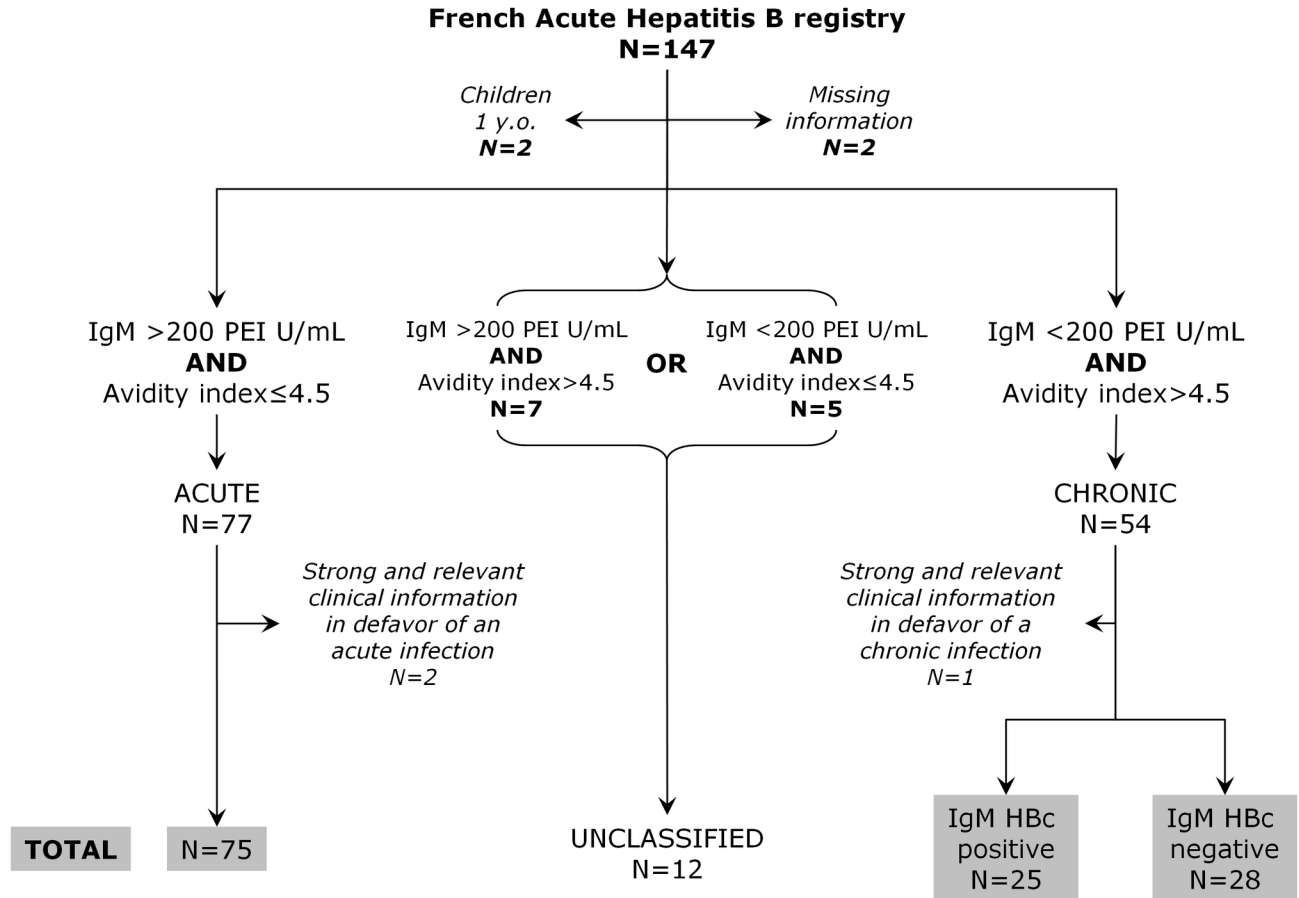 French Acute Hepatitis B registry
N=147
Children
1 y.o.
N=2
Missing
information
N=2
IgM >200 PEI U/mL
AND
Avidity index≤4.5
IgM >200 PEI U/mL
AND
Avidity index>4.5
N=7
OR
IgM <200 PEI U/mL
AND
Avidity index≤4.5
N=5
IgM <200 PEI U/mL
AND
Avidity index>4.5
ACUTE
N=77
CHRONIC
N=54
Strong and relevant
clinical information
in defavor of an
acute infection
N=2
Strong and relevant
clinical information
in defavor of a
chronic infection
N=1
TOTAL
N=75
UNCLASSIFIED
N=12
IgM HBc
positive
N=25
IgM HBc
negative
N=28